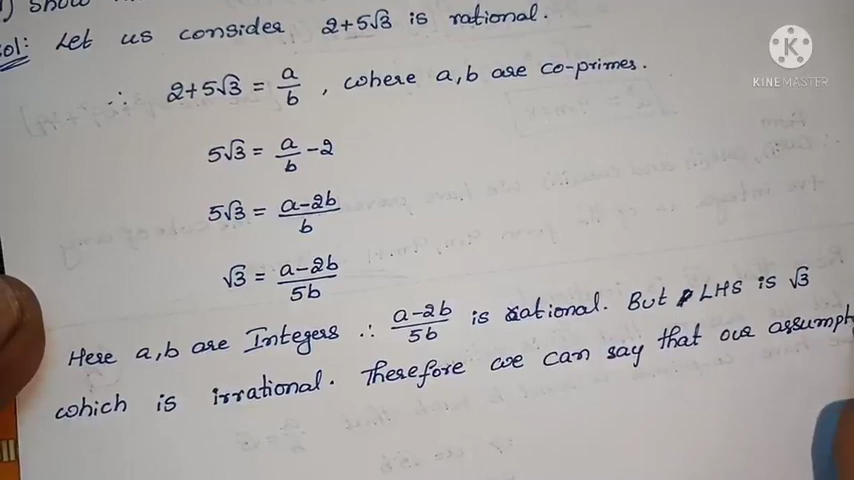 1) Show
Sol: Let us consider 2+5√3 is rational.
∴ 2+5√3 = a/b , where a,b are co-primes.
5√3 = a/b -2
5√3 = a-2b/b
√3 = a-2b/5b
Here a,b are Integers ∴ a-2b/5b is rational. But LHS is √3
which is irrational. Therefore we can say that our assumpt
K
KINEMASTER